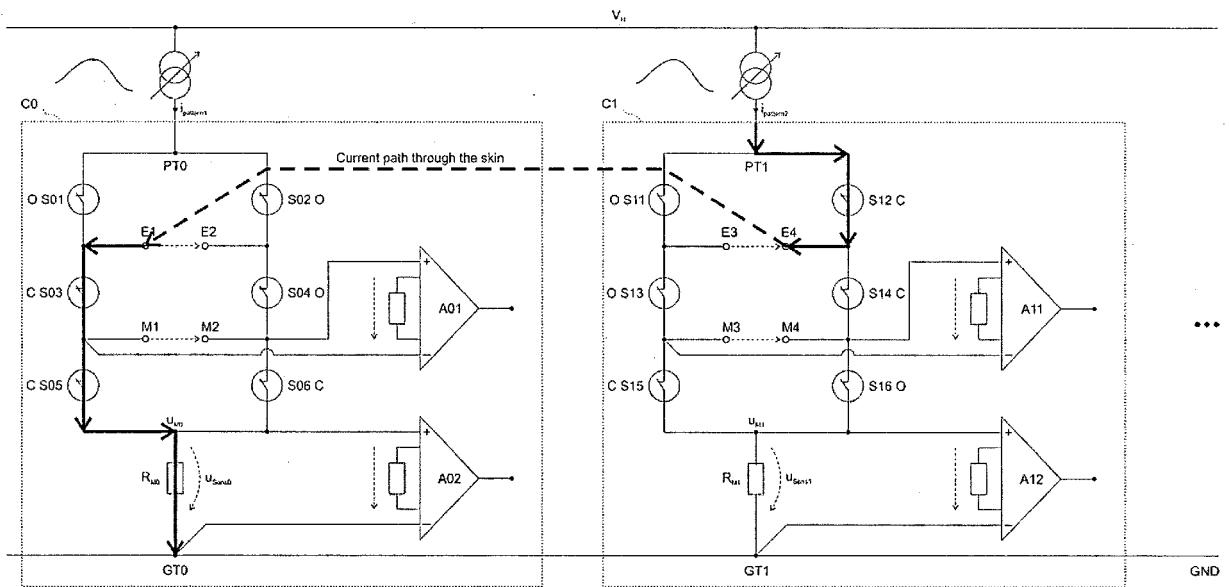 V_H
C0
i_pattern1
C1
i_pattern2
PT0
Current path through the skin
PT1
O S01
S02 O
O S11
S12 C
E1
E2
E3
E4
C S03
S04 O
A01
O S13
S14 C
A11
M1
M2
M3
M4
...
C S05
S06 C
C S15
S16 O
u_M0
u_M1
R_M0
u_Sens0
A02
R_M1
u_Sens1
A12
GT0
GT1
GND
+
−
+
−
+
−
+
−